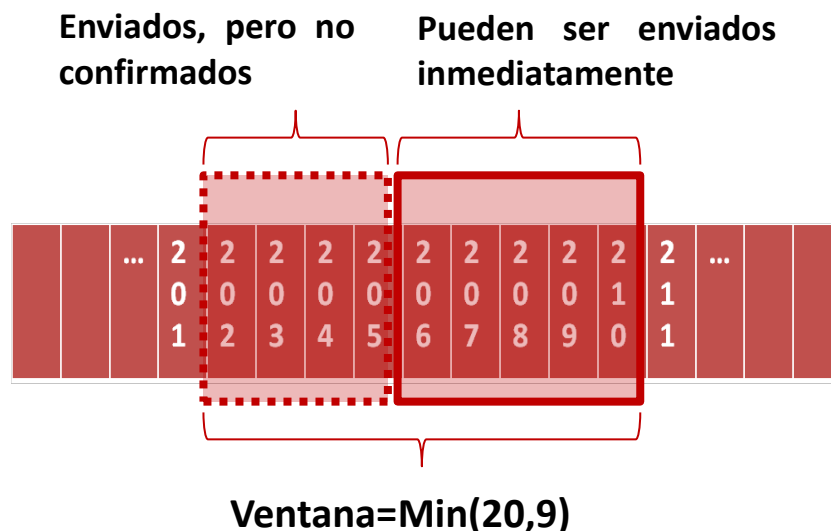 Enviados, pero no
confirmados
Pueden ser enviados
inmediatamente
... 201 202 203 204 205 206 207 208 209 210 211 ...
Ventana=Min(20,9)